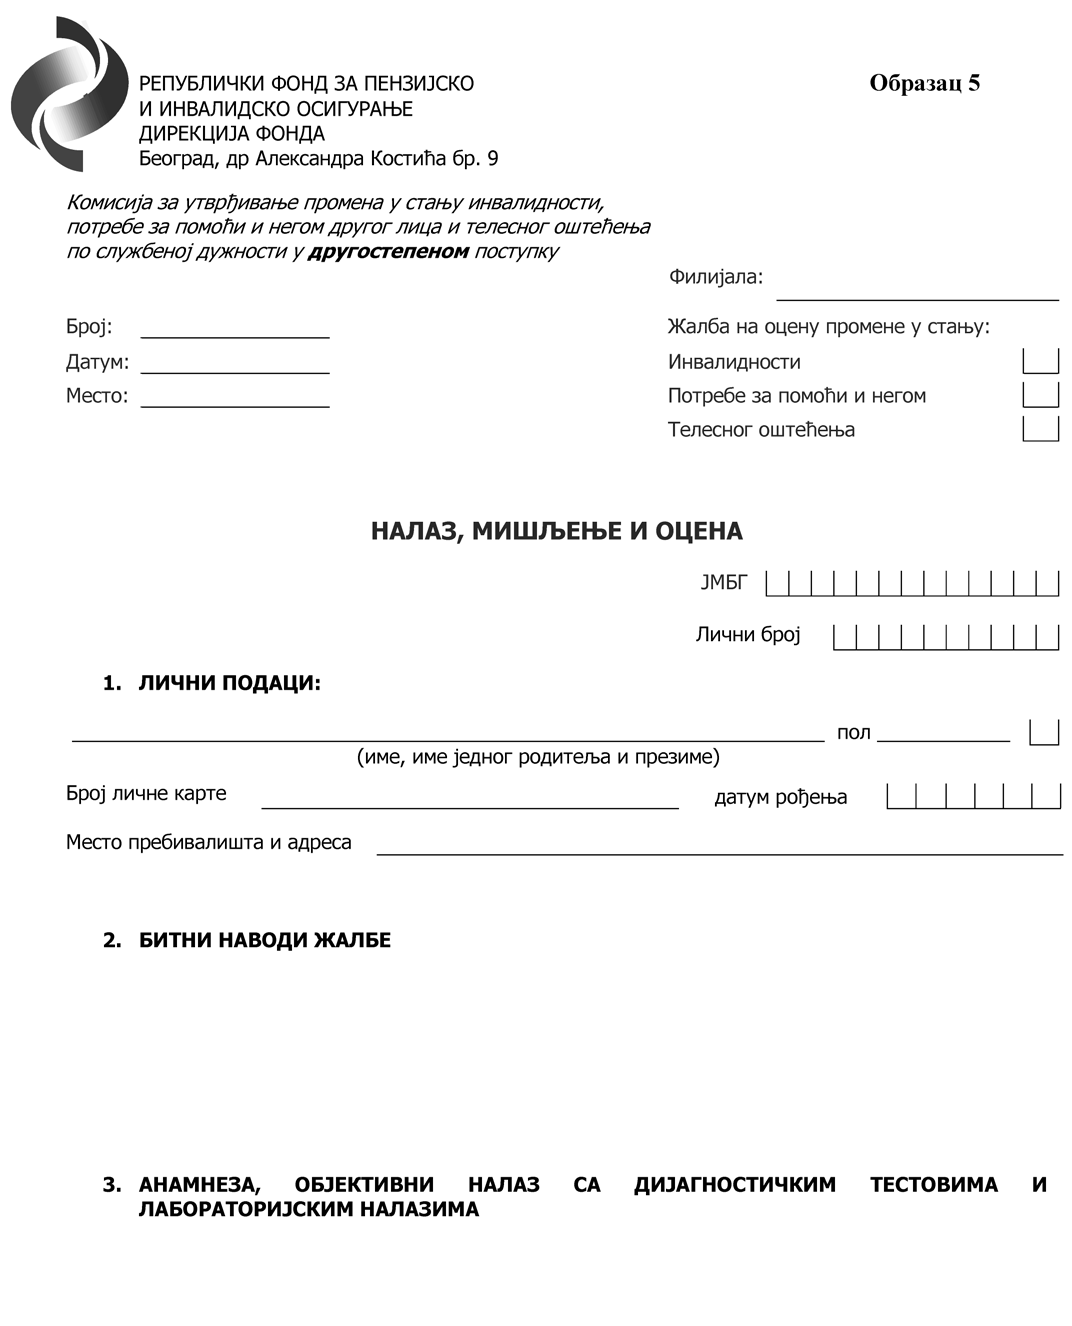 РЕПУБЛИЧКИ ФОНД ЗА ПЕНЗИЈСКО
И ИНВАЛИДСКО ОСИГУРАЊЕ
ДИРЕКЦИЈА ФОНДА
Београд, др Александра Костића бр. 9
Образац 5
Комисија за утврђивање промена у стању инвалидности,
потребе за помоћи и негом другог лица и телесног оштећења
по службеној дужности у другостепеном поступку
Филијала:
Број:
Датум:
Место:
Жалба на оцену промене у стању:
Инвалидности
Потребе за помоћи и негом
Телесног оштећења
НАЛАЗ, МИШЉЕЊЕ И ОЦЕНА
ЈМБГ
Лични број
1. ЛИЧНИ ПОДАЦИ:
пол
(име, име једног родитеља и презиме)
Број личне карте
датум рођења
Место пребивалишта и адреса
2. БИТНИ НАВОДИ ЖАЛБЕ
3. АНАМНЕЗА, ОБЈЕКТИВНИ НАЛАЗ СА ДИЈАГНОСТИЧКИМ ТЕСТОВИМА И
ЛАБОРАТОРИЈСКИМ НАЛАЗИМА